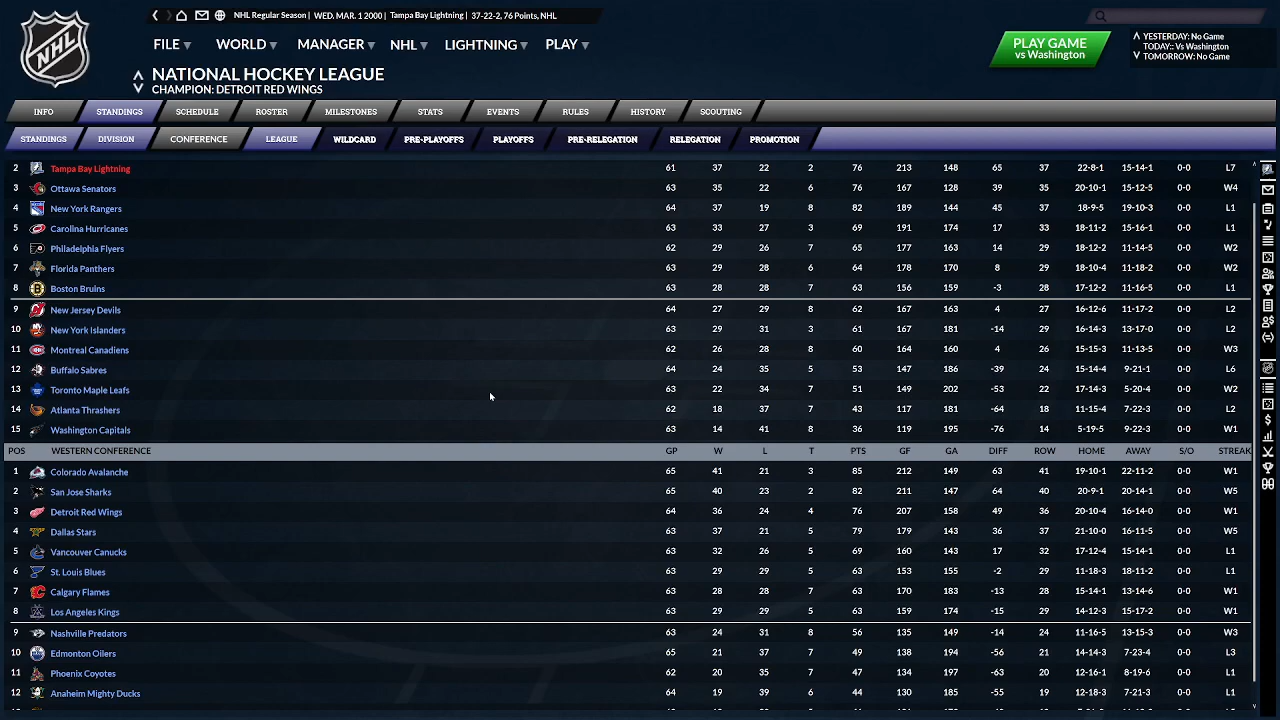 NHL Regular Season | WED. MAR. 1 2000 | Tampa Bay Lightning | 37-22-2, 76 Points, NHL
FILE WORLD MANAGER NHL LIGHTNING PLAY
PLAY GAME
vs Washington
YESTERDAY: No Game
TODAY:: Vs Washington
TOMORROW: No Game
NHL
NATIONAL HOCKEY LEAGUE
CHAMPION: DETROIT RED WINGS
INFO STANDINGS SCHEDULE ROSTER MILESTONES STATS EVENTS RULES HISTORY SCOUTING
STANDINGS DIVISION CONFERENCE LEAGUE WILDCARD PRE-PLAYOFFS PLAYOFFS PRE-RELEGATION RELEGATION PROMOTION
2 Tampa Bay Lightning 61 37 22 2 76 213 148 65 37 22-8-1 15-14-1 0-0 L7
3 Ottawa Senators 63 35 22 6 76 167 128 39 35 20-10-1 15-12-5 0-0 W4
4 New York Rangers 64 37 19 8 82 189 144 45 37 18-9-5 19-10-3 0-0 L1
5 Carolina Hurricanes 63 33 27 3 69 191 174 17 33 18-11-2 15-16-1 0-0 L1
6 Philadelphia Flyers 62 29 26 7 65 177 163 14 29 18-12-2 11-14-5 0-0 W2
7 Florida Panthers 63 29 28 6 64 178 170 8 29 18-10-4 11-18-2 0-0 W2
8 Boston Bruins 63 28 28 7 63 156 159 -3 28 17-12-2 11-16-5 0-0 L1
9 New Jersey Devils 64 27 29 8 62 167 163 4 27 16-12-6 11-17-2 0-0 L2
10 New York Islanders 63 29 31 3 61 167 181 -14 29 16-14-3 13-17-0 0-0 L2
11 Montreal Canadiens 62 26 28 8 60 164 160 4 26 15-15-3 11-13-5 0-0 W3
12 Buffalo Sabres 64 24 35 5 53 147 186 -39 24 15-14-4 9-21-1 0-0 L6
13 Toronto Maple Leafs 63 22 34 7 51 149 202 -53 22 17-14-3 5-20-4 0-0 W2
14 Atlanta Thrashers 62 18 37 7 43 117 181 -64 18 11-15-4 7-22-3 0-0 L2
15 Washington Capitals 63 14 41 8 36 119 195 -76 14 5-19-5 9-22-3 0-0 W1
POS WESTERN CONFERENCE GP W L T PTS GF GA DIFF ROW HOME AWAY S/O STREAK
1 Colorado Avalanche 65 41 21 3 85 212 149 63 41 19-10-1 22-11-2 0-0 W1
2 San Jose Sharks 65 40 23 2 82 211 147 64 40 20-9-1 20-14-1 0-0 W5
3 Detroit Red Wings 64 36 24 4 76 207 158 49 36 20-10-4 16-14-0 0-0 W1
4 Dallas Stars 63 37 21 5 79 179 143 36 37 21-10-0 16-11-5 0-0 W5
5 Vancouver Canucks 63 32 26 5 69 160 143 17 32 17-12-4 15-14-1 0-0 L1
6 St. Louis Blues 63 29 29 5 63 153 155 -2 29 11-18-3 18-11-2 0-0 L1
7 Calgary Flames 63 28 28 7 63 170 183 -13 28 15-14-1 13-14-6 0-0 W1
8 Los Angeles Kings 63 29 29 5 63 159 174 -15 29 14-12-3 15-17-2 0-0 W1
9 Nashville Predators 63 24 31 8 56 135 149 -14 24 11-16-5 13-15-3 0-0 W3
10 Edmonton Oilers 65 21 37 7 49 138 194 -56 21 14-14-3 7-23-4 0-0 L3
11 Phoenix Coyotes 62 20 35 7 47 134 197 -63 20 12-16-1 8-19-6 0-0 L1
12 Anaheim Mighty Ducks 64 19 39 6 44 130 185 -55 19 12-18-3 7-21-3 0-0 L1